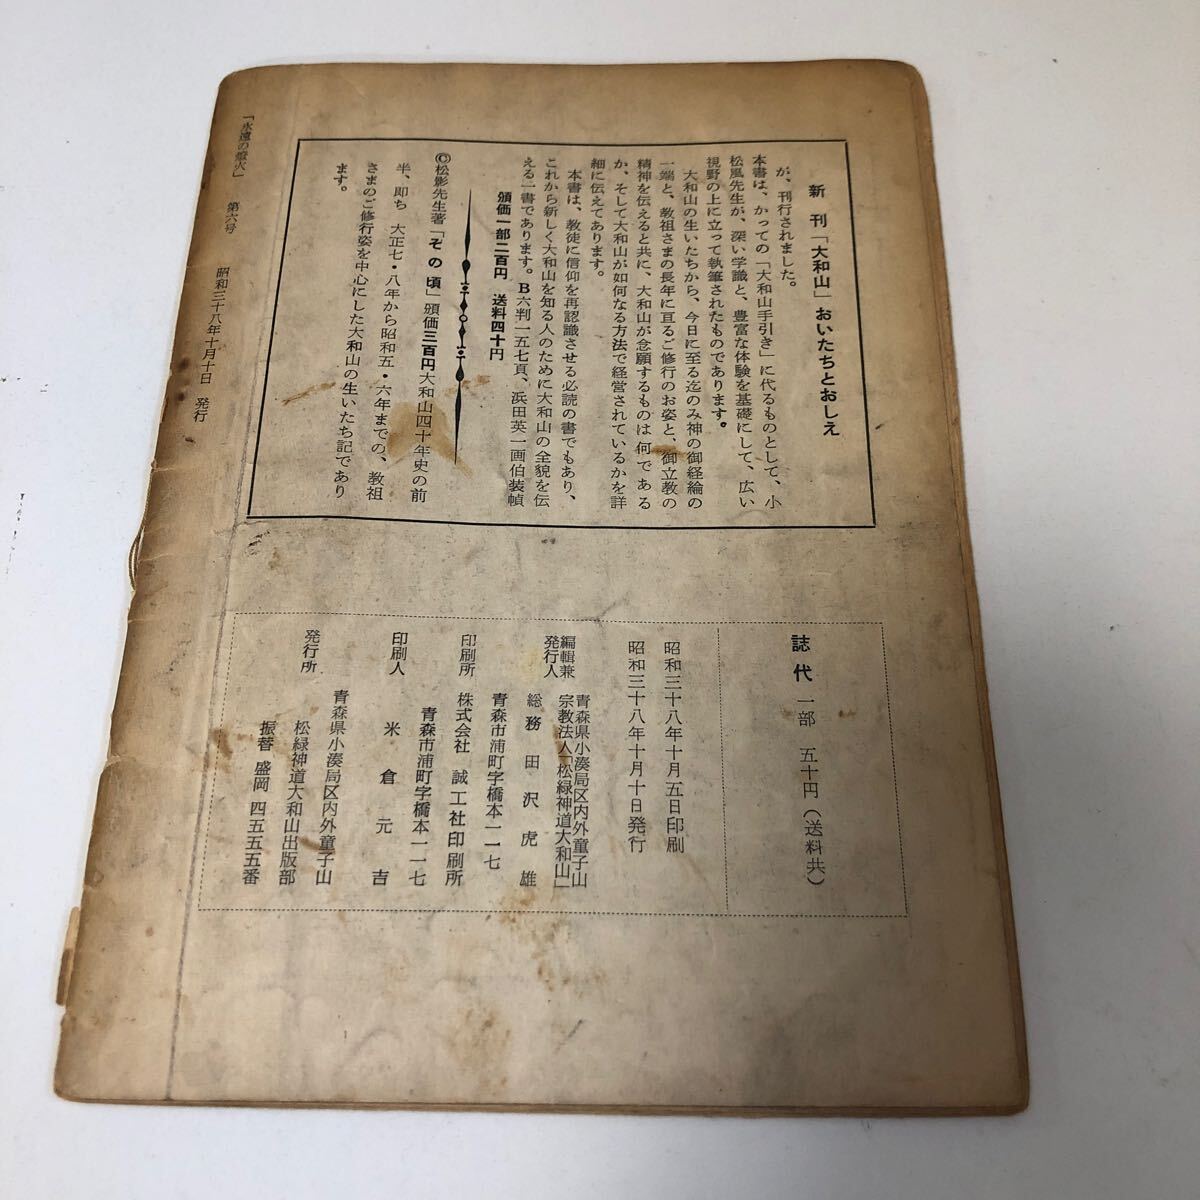 新刊「大和山」おいたちとおしえ
が、刊行されました。
本書は、かっての「大和山手引き」に代るものとして、小
松風先生が、深い学識と、豊富な体験を基礎にして、広い
視野の上に立って執筆されたものであります。
大和山の生いたちから、今日に至る迄のみ神の御経綸の
一端と、教祖さまの長年に亘るご修行のお姿と、御立教の
精神を伝えると共に、大和山が念願するものは何である
か、そして大和山が如何なる方法で経営されているかを詳
細に伝えてあります。
本書は、教徒に信仰を再認識させる必読の書でもあり、
これから新しく大和山を知る人のために大和山の全貌を伝
える一書であります。B六判一五七頁、浜田英一画伯装幀
頒価一部二百円 送料四十円
©松影先生著「その頃」頒価三百円大和山四十年史の前
半、即ち 大正七・八年から昭和五・六年までの、教祖
さまのご修行姿を中心にした大和山の生いたち記であり
ます。
「永遠の燈火」 第六号 昭和三十八年十月十日 発行
誌代 一部 五十円（送料共）
昭和三十八年十月五日印刷
昭和三十八年十月十日発行
編輯兼
発行人
青森県小湊局区内外童子山
宗教法人「松緑神道大和山」
総務 田沢虎雄
青森市浦町字橋本一一七
印刷所 株式会社 誠工社印刷所
青森市浦町字橋本一一七
印刷人 米倉元吉
青森県小湊局区内外童子山
発行所 松緑神道大和山出版部
振替 盛岡 四五五五番